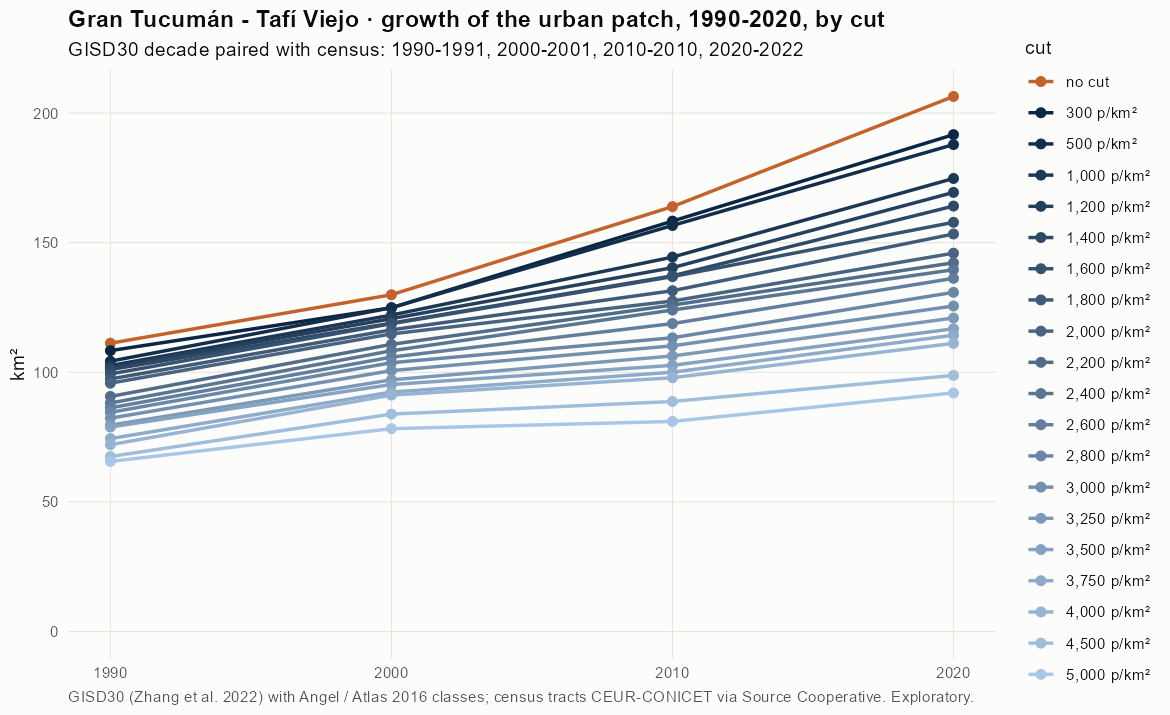 Gran Tucumán - Tafí Viejo · growth of the urban patch, 1990-2020, by cut
GISD30 decade paired with census: 1990-1991, 2000-2001, 2010-2010, 2020-2022
cut
no cut
300 p/km²
500 p/km²
1,000 p/km²
1,200 p/km²
1,400 p/km²
1,600 p/km²
1,800 p/km²
2,000 p/km²
2,200 p/km²
2,400 p/km²
2,600 p/km²
2,800 p/km²
3,000 p/km²
3,250 p/km²
3,500 p/km²
3,750 p/km²
4,000 p/km²
4,500 p/km²
5,000 p/km²
km²
200
150
100
50
0
1990 2000 2010 2020
GISD30 (Zhang et al. 2022) with Angel / Atlas 2016 classes; census tracts CEUR-CONICET via Source Cooperative. Exploratory.